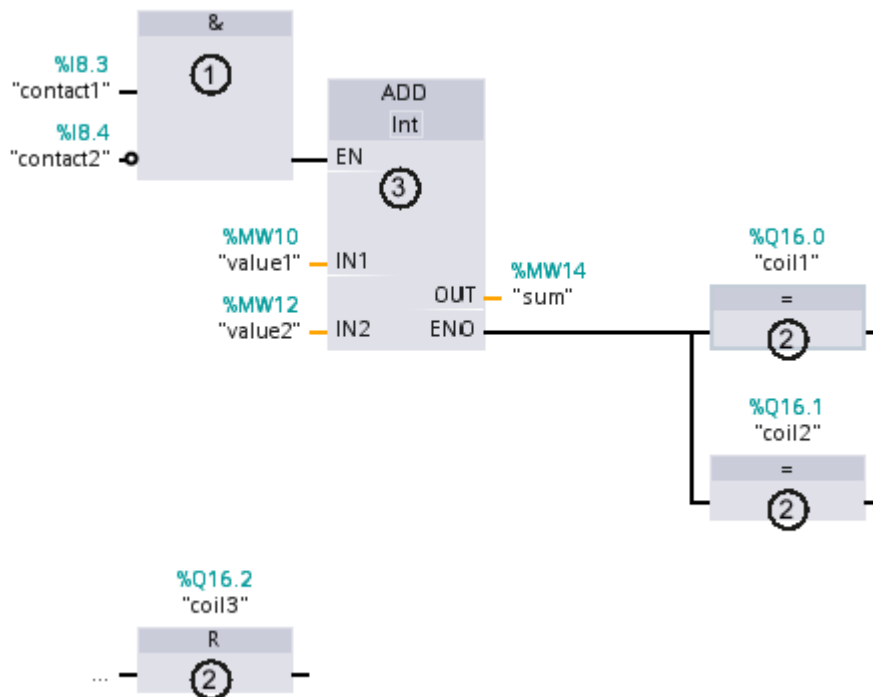 &
1
%I8.3
"contact1"
%I8.4
"contact2"
ADD
Int
EN
3
%MW10
"value1"
IN1
%MW12
"value2"
IN2
OUT
%MW14
"sum"
ENO
%Q16.0
"coil1"
=
2
%Q16.1
"coil2"
=
2
%Q16.2
"coil3"
R
...
2